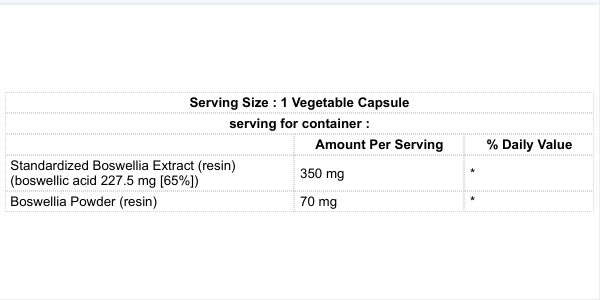 Serving Size : 1 Vegetable Capsule
serving for container :
Amount Per Serving % Daily Value
Standardized Boswellia Extract (resin)
(boswellic acid 227.5 mg [65%]) 350 mg *
Boswellia Powder (resin) 70 mg *